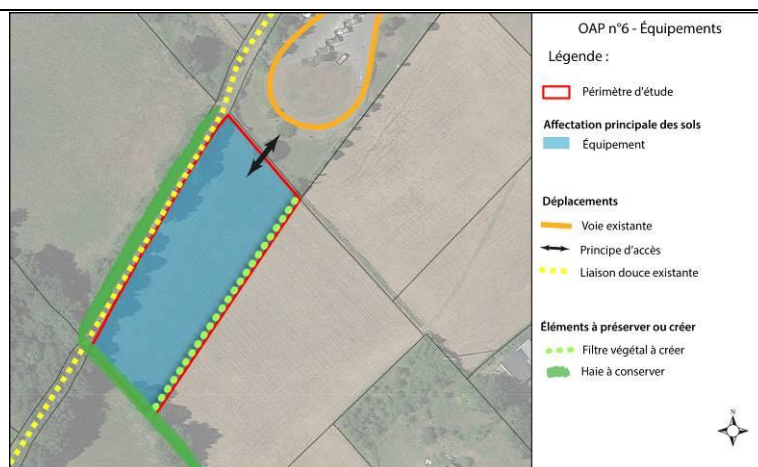 OAP n°6 - Équipements
Légende :
Périmètre d'étude
Affectation principale des sols
Équipement
Déplacements
Voie existante
Principe d'accès
Liaison douce existante
Éléments à préserver ou créer
Filtre végétal à créer
Haie à conserver
N